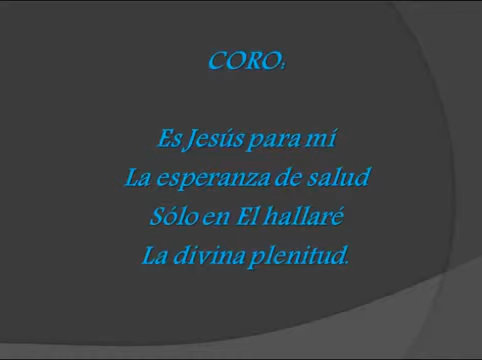 CORO:
Es Jesús para mí
La esperanza de salud
Sólo en El hallaré
La divina plenitud.